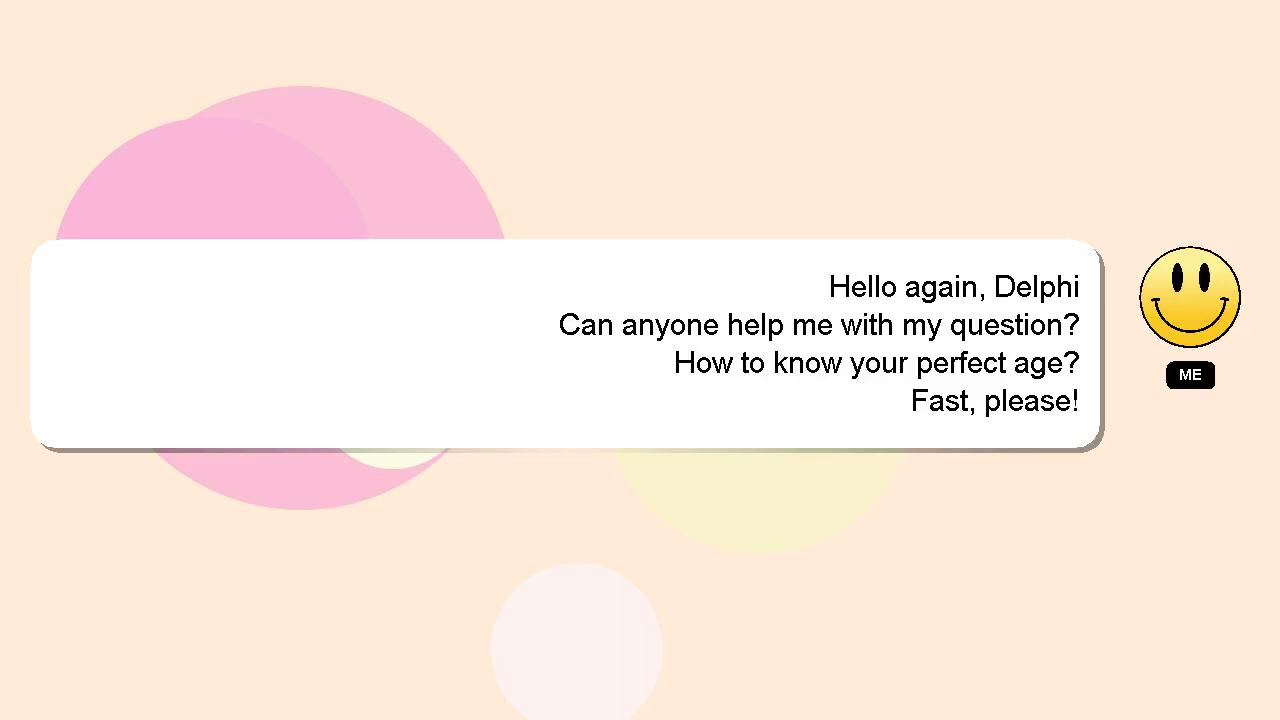 Hello again, Delphi
Can anyone help me with my question?
How to know your perfect age?
Fast, please!
ME